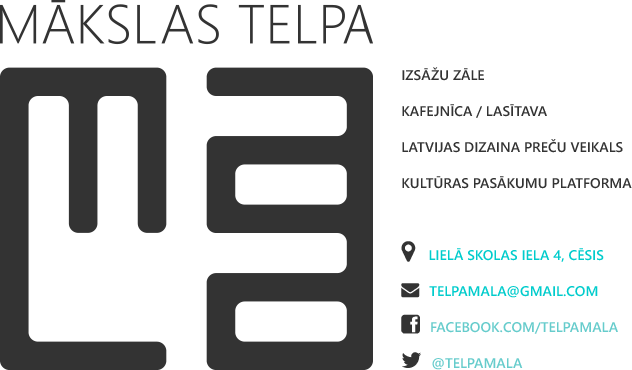 MĀKSLAS TELPA
IZSĀŽU ZĀLE
KAFEJNĪCA / LASĪTAVA
LATVIJAS DIZAINA PREČU VEIKALS
KULTŪRAS PASĀKUMU PLATFORMA
LIELĀ SKOLAS IELA 4, CĒSIS
TELPAMALA@GMAIL.COM
FACEBOOK.COM/TELPAMALA
@TELPAMALA